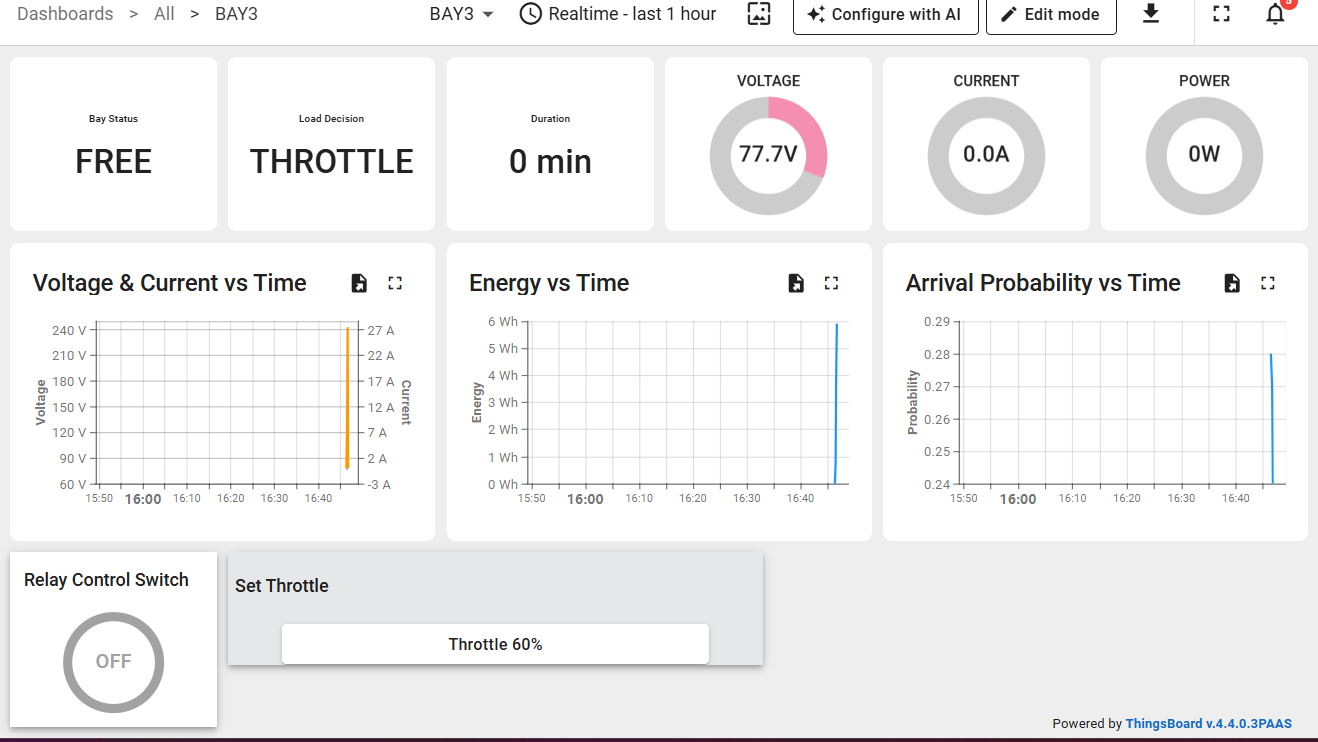 Dashboards > All > BAY3
BAY3 Realtime - last 1 hour Configure with AI Edit mode 5
Bay Status
FREE
Load Decision
THROTTLE
Duration
0 min
VOLTAGE
77.7V
CURRENT
0.0A
POWER
0W
Voltage & Current vs Time
240 V
210 V
180 V
150 V
120 V
90 V
60 V
Voltage
27 A
22 A
17 A
12 A
7 A
2 A
-3 A
Current
15:50 16:00 16:10 16:20 16:30 16:40
Energy vs Time
6 Wh
5 Wh
4 Wh
3 Wh
2 Wh
1 Wh
0 Wh
Energy
15:50 16:00 16:10 16:20 16:30 16:40
Arrival Probability vs Time
0.29
0.28
0.27
0.26
0.25
0.24
Probability
15:50 16:00 16:10 16:20 16:30 16:40
Relay Control Switch
OFF
Set Throttle
Throttle 60%
Powered by ThingsBoard v.4.4.0.3PAAS